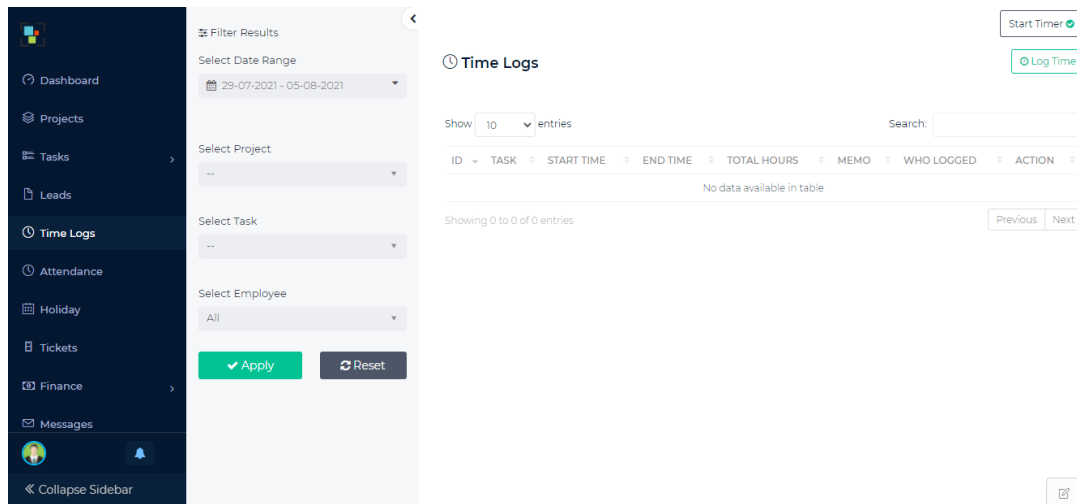 Dashboard
Projects
Tasks
Leads
Time Logs
Attendance
Holiday
Tickets
Finance
Messages
Collapse Sidebar
Filter Results
Select Date Range
29-07-2021 - 05-08-2021
Select Project
--
Select Task
--
Select Employee
All
Apply Reset
Start Timer
Time Logs
Log Time
Show 10 entries Search:
ID TASK START TIME END TIME TOTAL HOURS MEMO WHO LOGGED ACTION
No data available in table
Showing 0 to 0 of 0 entries Previous Next